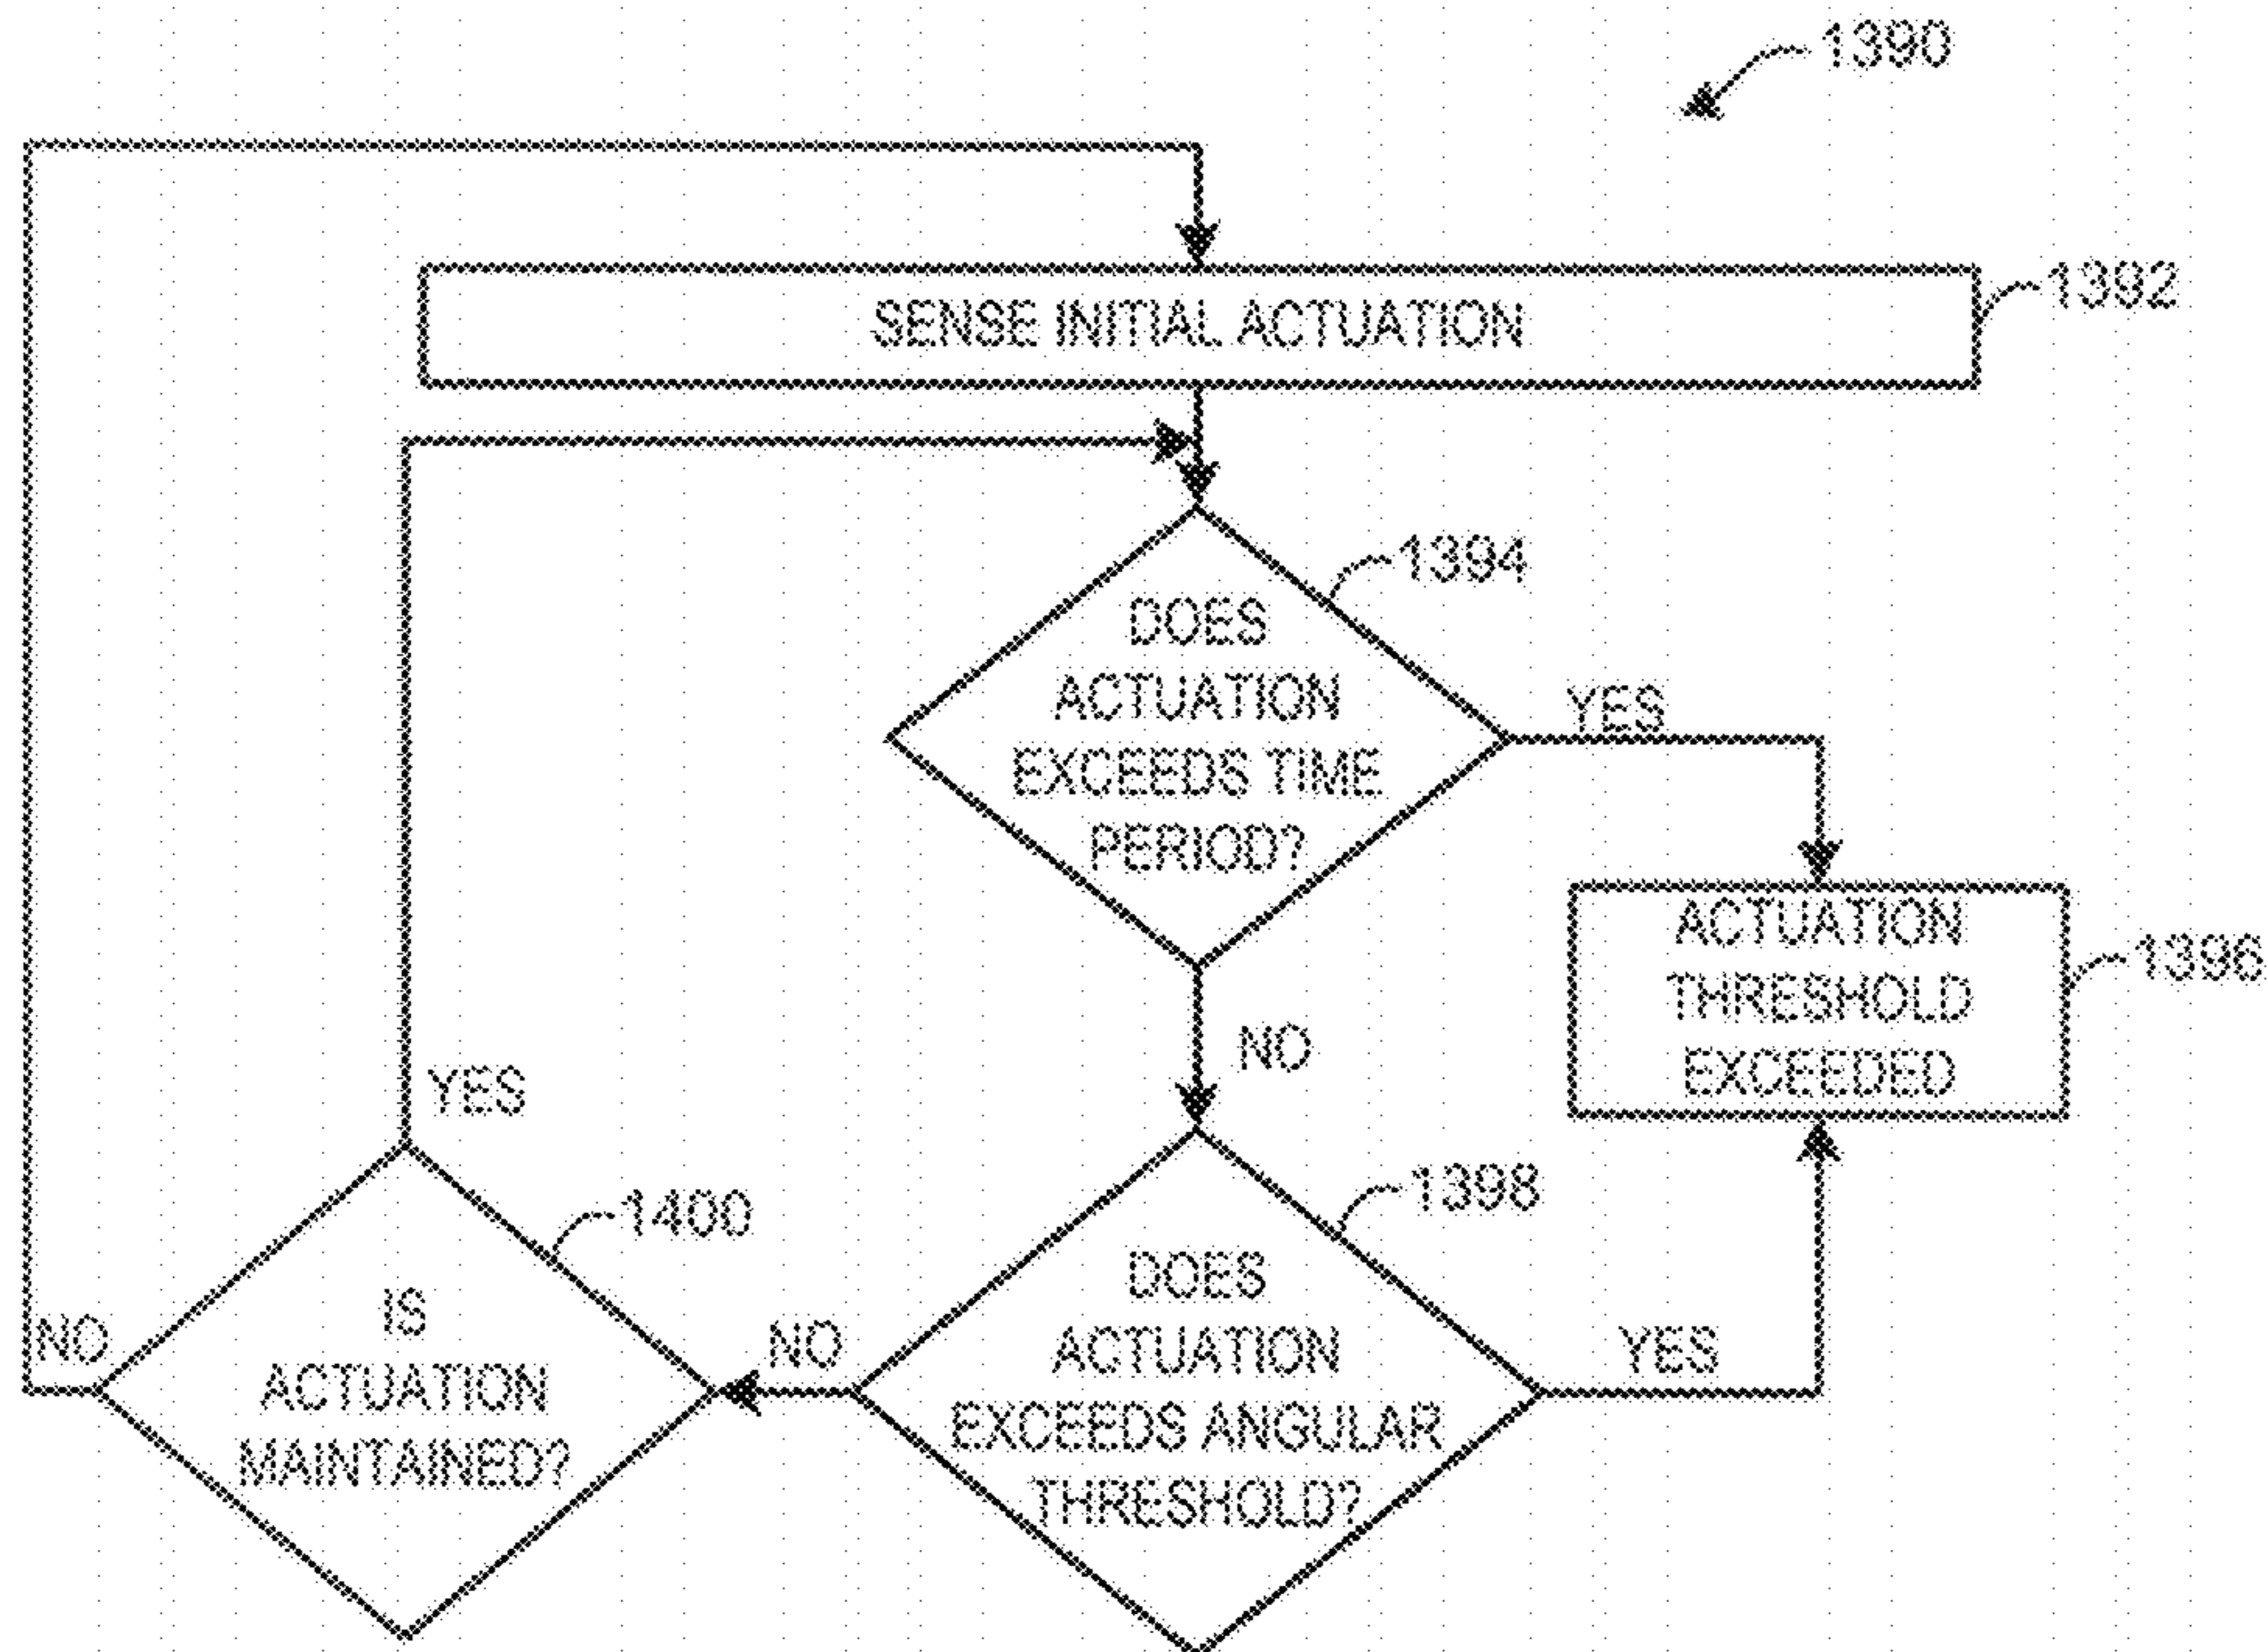 1390
SENSE INITIAL ACTUATION
1392
1394
DOES
ACTUATION
EXCEEDS TIME
PERIOD?
YES
ACTUATION
THRESHOLD
EXCEEDED
1396
NO
YES
1400
1398
IS
ACTUATION
MAINTAINED?
NO
NO
DOES
ACTUATION
EXCEEDS ANGULAR
THRESHOLD?
YES